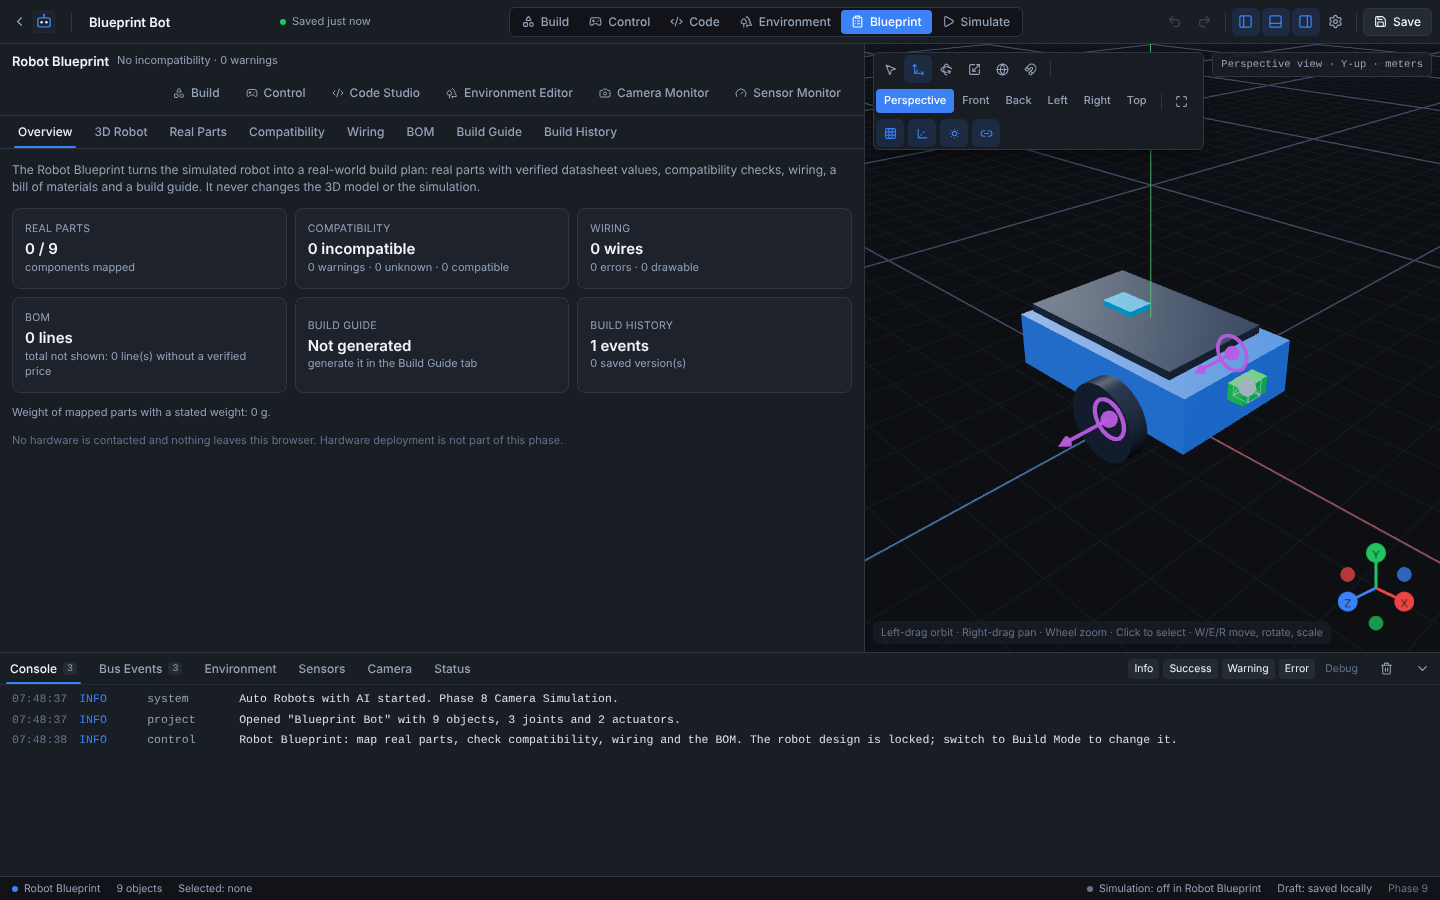 Blueprint Bot
Saved just now
Build
Control
Code
Environment
Blueprint
Simulate
Save
Robot Blueprint
No incompatibility · 0 warnings
Build
Control
Code Studio
Environment Editor
Camera Monitor
Sensor Monitor
Overview
3D Robot
Real Parts
Compatibility
Wiring
BOM
Build Guide
Build History
The Robot Blueprint turns the simulated robot into a real-world build plan: real parts with verified datasheet values, compatibility checks, wiring, a
bill of materials and a build guide. It never changes the 3D model or the simulation.
REAL PARTS
0 / 9
components mapped
COMPATIBILITY
0 incompatible
0 warnings · 0 unknown · 0 compatible
WIRING
0 wires
0 errors · 0 drawable
BOM
0 lines
total not shown: 0 line(s) without a verified
price
BUILD GUIDE
Not generated
generate it in the Build Guide tab
BUILD HISTORY
1 events
0 saved version(s)
Weight of mapped parts with a stated weight: 0 g.
No hardware is contacted and nothing leaves this browser. Hardware deployment is not part of this phase.
Perspective view · Y-up · meters
Perspective
Front
Back
Left
Right
Top
Y
Z
X
Left-drag orbit · Right-drag pan · Wheel zoom · Click to select · W/E/R move, rotate, scale
Console 3
Bus Events 3
Environment
Sensors
Camera
Status
Info
Success
Warning
Error
Debug
07:48:37 INFO system Auto Robots with AI started. Phase 8 Camera Simulation.
07:48:37 INFO project Opened "Blueprint Bot" with 9 objects, 3 joints and 2 actuators.
07:48:38 INFO control Robot Blueprint: map real parts, check compatibility, wiring and the BOM. The robot design is locked; switch to Build Mode to change it.
Robot Blueprint
9 objects
Selected: none
Simulation: off in Robot Blueprint
Draft: saved locally
Phase 9